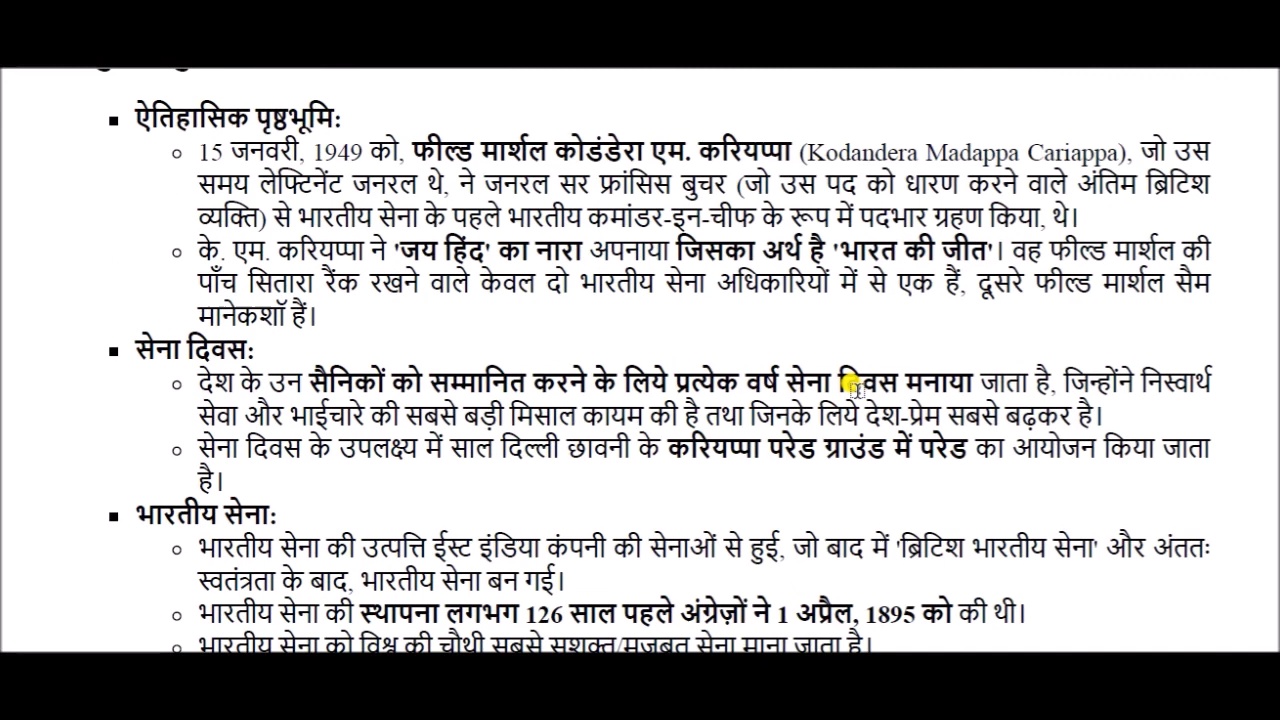 ऐतिहासिक पृष्ठभूमि:
15 जनवरी, 1949 को, फील्ड मार्शल कोडंडेरा एम. करियप्पा (Kodandera Madappa Cariappa), जो उस
समय लेफ्टिनेंट जनरल थे, ने जनरल सर फ्रांसिस बुचर (जो उस पद को धारण करने वाले अंतिम ब्रिटिश
व्यक्ति) से भारतीय सेना के पहले भारतीय कमांडर-इन-चीफ के रूप में पदभार ग्रहण किया, थे।
के. एम. करियप्पा ने 'जय हिंद' का नारा अपनाया जिसका अर्थ है 'भारत की जीत'। वह फील्ड मार्शल की
पाँच सितारा रैंक रखने वाले केवल दो भारतीय सेना अधिकारियों में से एक हैं, दूसरे फील्ड मार्शल सैम
मानेकशॉ हैं।
सेना दिवस:
देश के उन सैनिकों को सम्मानित करने के लिये प्रत्येक वर्ष सेना दिवस मनाया जाता है, जिन्होंने निस्वार्थ
सेवा और भाईचारे की सबसे बड़ी मिसाल कायम की है तथा जिनके लिये देश-प्रेम सबसे बढ़कर है।
सेना दिवस के उपलक्ष्य में साल दिल्ली छावनी के करियप्पा परेड ग्राउंड में परेड का आयोजन किया जाता
है।
भारतीय सेना:
भारतीय सेना की उत्पत्ति ईस्ट इंडिया कंपनी की सेनाओं से हुई, जो बाद में 'ब्रिटिश भारतीय सेना' और अंततः
स्वतंत्रता के बाद, भारतीय सेना बन गई।
भारतीय सेना की स्थापना लगभग 126 साल पहले अंग्रेज़ों ने 1 अप्रैल, 1895 को की थी।
भारतीय सेना को विश्व की चौथी सबसे सशक्त/मजबूत सेना माना जाता है।